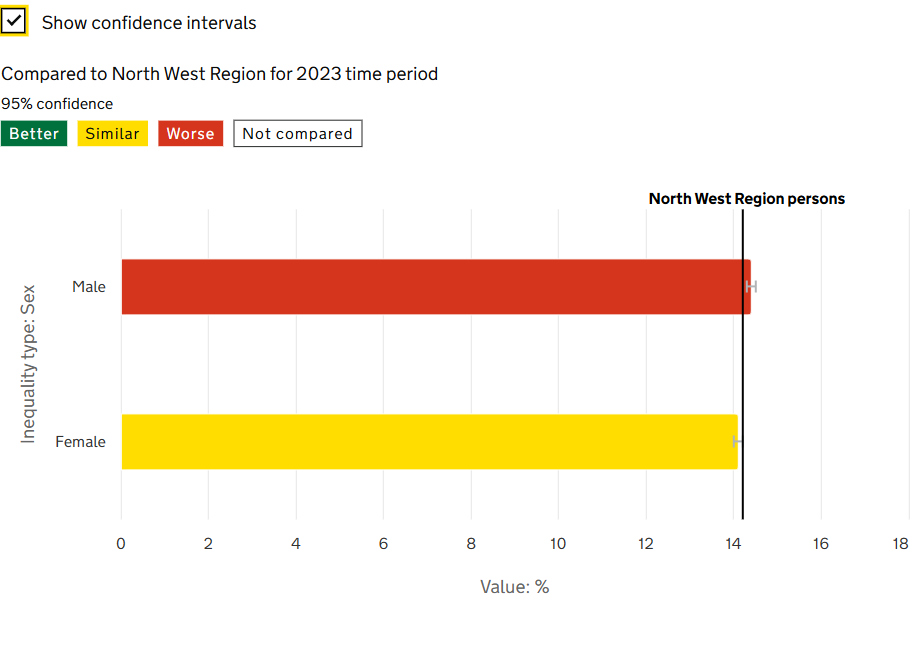 Show confidence intervals
Compared to North West Region for 2023 time period
95% confidence
Better Similar Worse Not compared
North West Region persons
Inequality type: Sex
Male
Female
0 2 4 6 8 10 12 14 16 18
Value: %